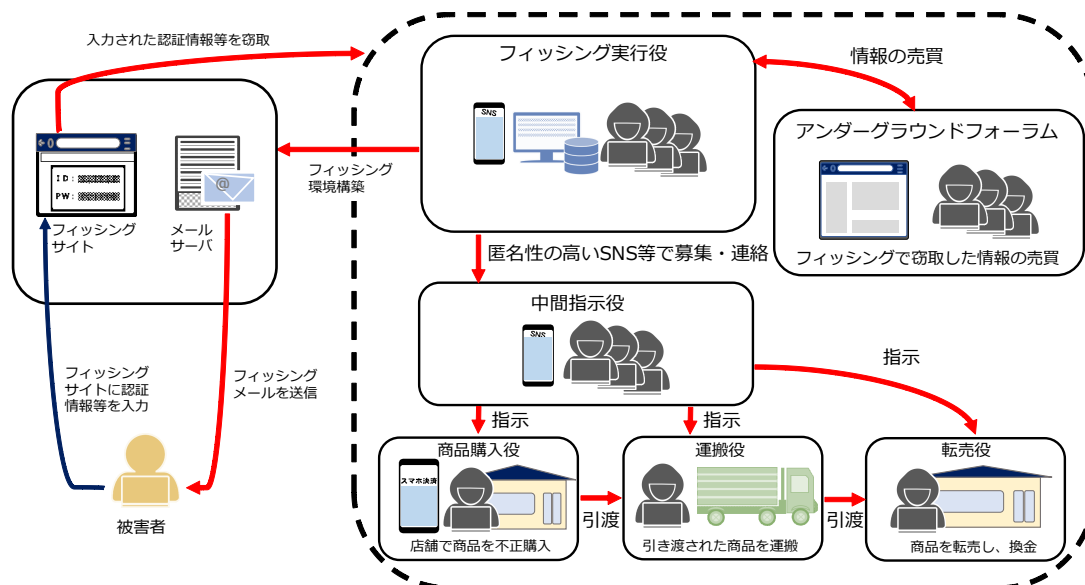 入力された認証情報等を窃取
フィッシング実行役
SNS
情報の売買
アンダーグラウンドフォーラム
フィッシングで窃取した情報の売買
ID:
PW:
@
フィッシング
サイト
メール
サーバ
フィッシング
環境構築
匿名性の高いSNS等で募集・連絡
中間指示役
SNS
フィッシング
サイトに認証
情報等を入力
フィッシング
メールを送信
被害者
指示
指示
指示
商品購入役
スマホ決済
店舗で商品を不正購入
引渡
運搬役
引き渡された商品を運搬
引渡
転売役
商品を転売し、換金